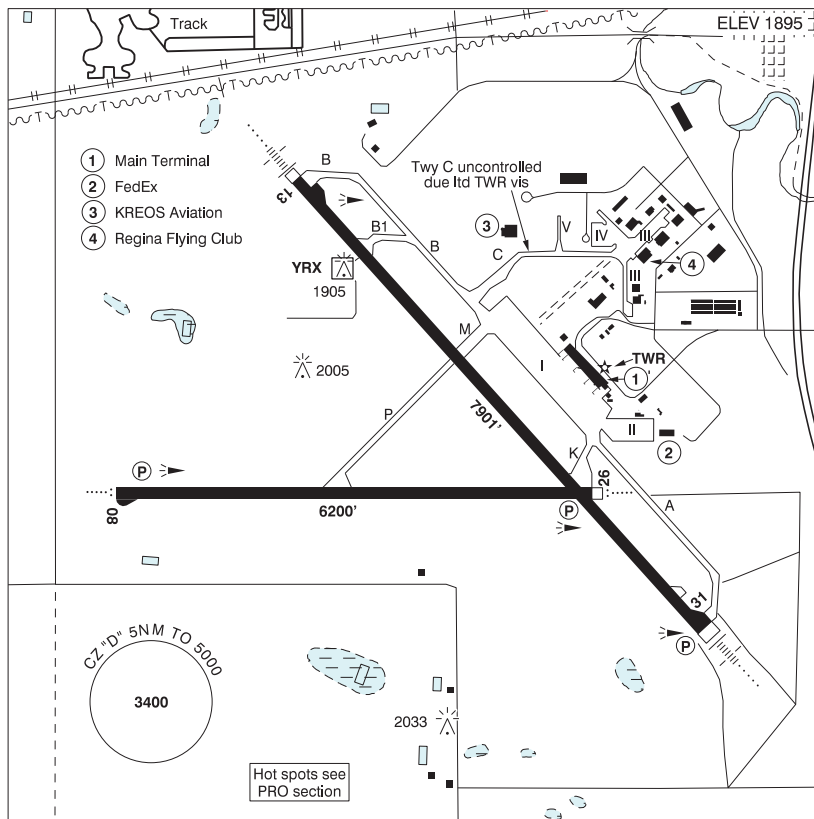 Track
ELEV 1895
1 Main Terminal
2 FedEx
3 KREOS Aviation
4 Regina Flying Club
B
Twy C uncontrolled
due ltd TWR vis
13
B1
B
3
V
IV
III
C
4
YRX
1905
III
M
I
TWR
1
2005
P
7901'
II
K
2
P
08
6200'
26
P
A
31
P
CZ "D" 5NM TO 5000
3400
2033
Hot spots see
PRO section